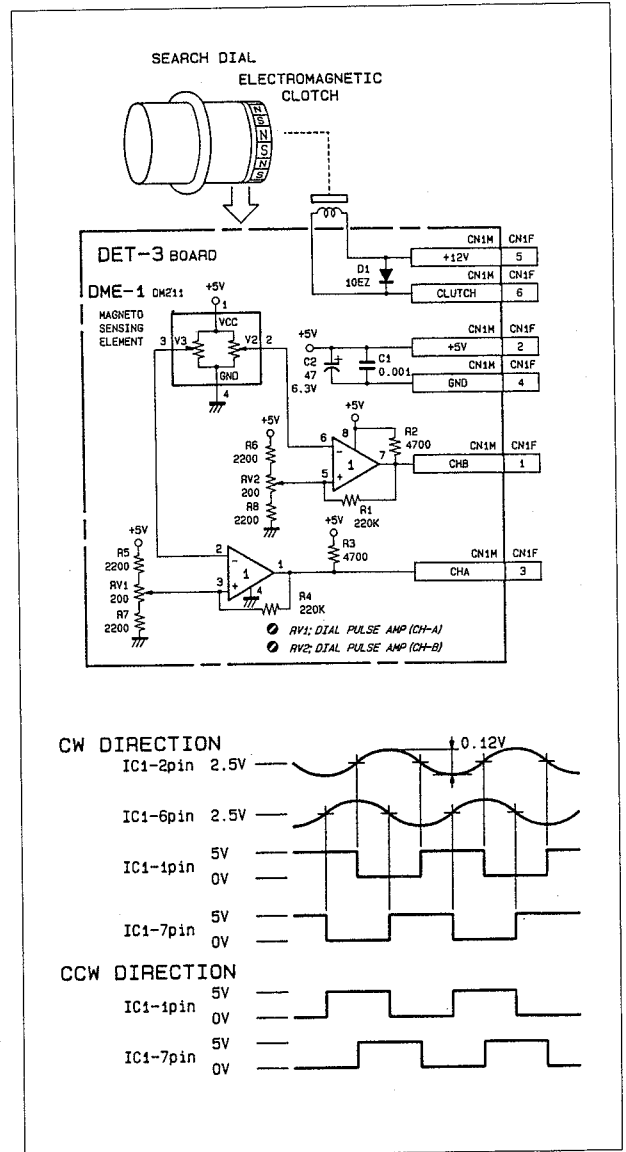 SEARCH DIAL
ELECTROMAGNETIC
CLOTCH
N
S
N
S
N
S
DET-3 BOARD
CN1M CN1F
+12V 5
D1
10EZ
CN1M CN1F
CLUTCH 6
DME-1 DM211
MAGNETO
SENSING
ELEMENT
+5V
1
VCC
3 V3 V2 2
GND
4
CN1M CN1F
+5V 2
+5V
C2
47
6.3V
C1
0.001
CN1M CN1F
GND 4
+5V
8
R2
4700
6
1
7
5
CN1M CN1F
CHB 1
+5V
R6
2200
RV2
200
R8
2200
R1
220K
+5V
R3
4700
+5V
R5
2200
RV1
200
R7
2200
2
1
1
3
4
R4
220K
CN1M CN1F
CHA 3
RV1; DIAL PULSE AMP (CH-A)
RV2; DIAL PULSE AMP (CH-B)
CW DIRECTION
0.12V
IC1-2pin 2.5V
IC1-6pin 2.5V
5V
IC1-1pin
0V
5V
IC1-7pin
0V
CCW DIRECTION
5V
IC1-1pin
0V
5V
IC1-7pin
0V